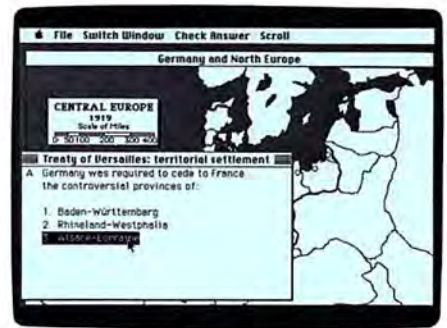 File Switch Window Check Answer Scroll
Germany and North Europe
CENTRAL EUROPE
1919
Scale of Miles
0 50 100 200 300 400
Treaty of Versailles: territorial settlement
A Germany was required to cede to France
the controversial provinces of:
1. Baden-Württemberg
2. Rhineland-Westphalia
3. Alsace-Lorraine